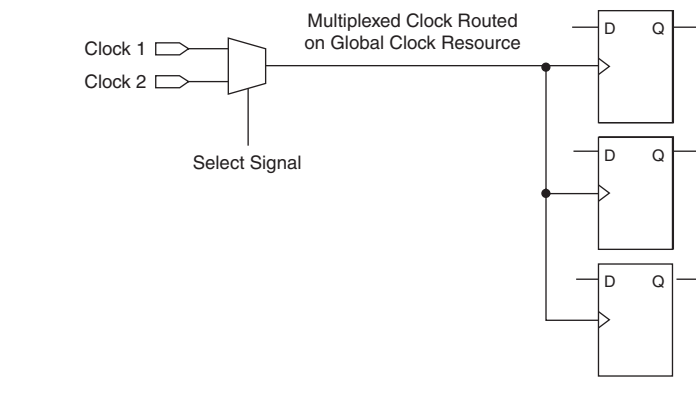 Multiplexed Clock Routed
on Global Clock Resource
Clock 1
Clock 2
Select Signal
D Q
D Q
D Q